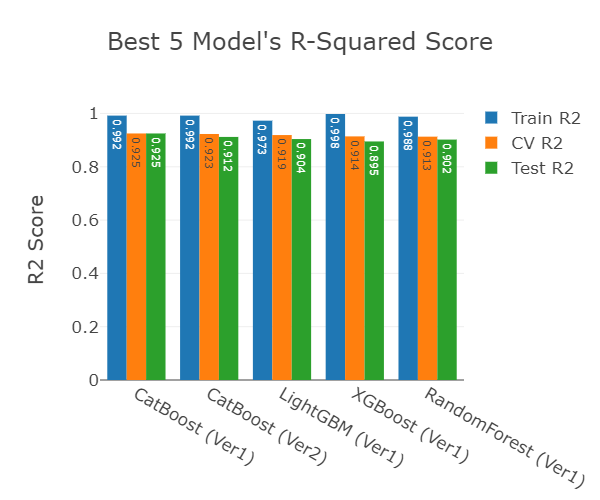 Best 5 Model's R-Squared Score
Train R2
CV R2
Test R2
R2 Score
1
0.8
0.6
0.4
0.2
0
0.992
0.925
0.925
0.992
0.923
0.912
0.973
0.919
0.904
0.998
0.914
0.895
0.988
0.913
0.902
CatBoost (Ver1)
CatBoost (Ver2)
LightGBM (Ver1)
XGBoost (Ver1)
RandomForest (Ver1)